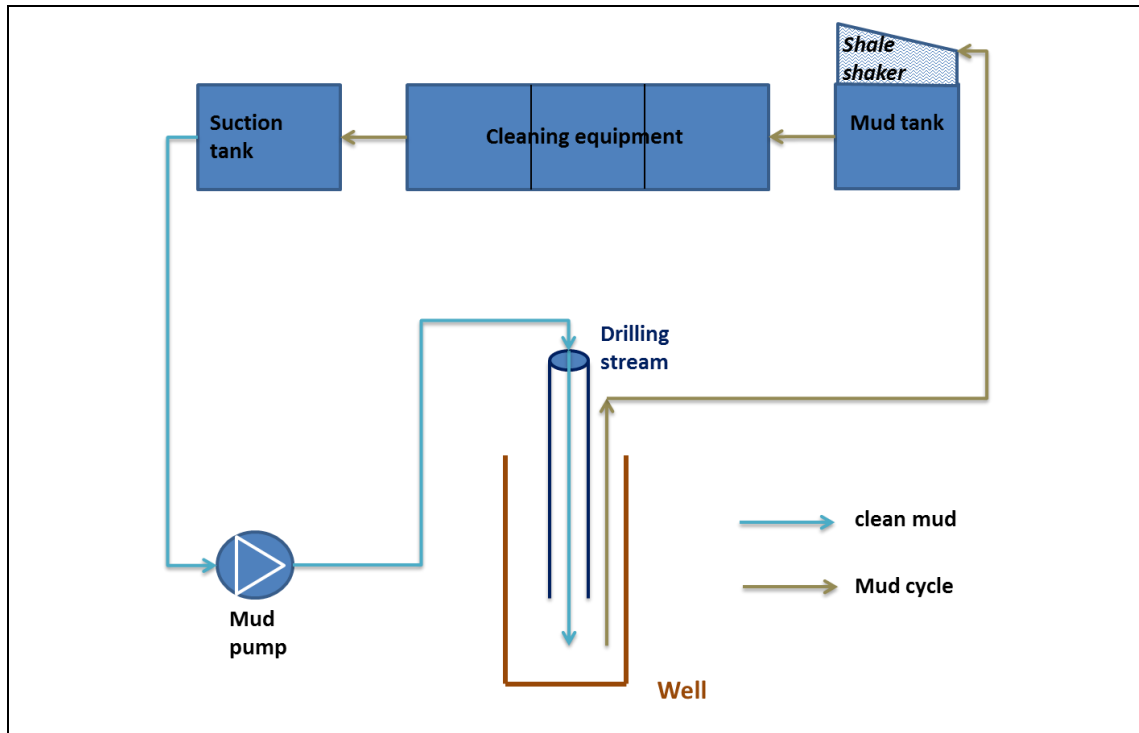 Shale
shaker
Suction
tank
Cleaning equipment
Mud tank
Drilling
stream
clean mud
Mud cycle
Mud
pump
Well